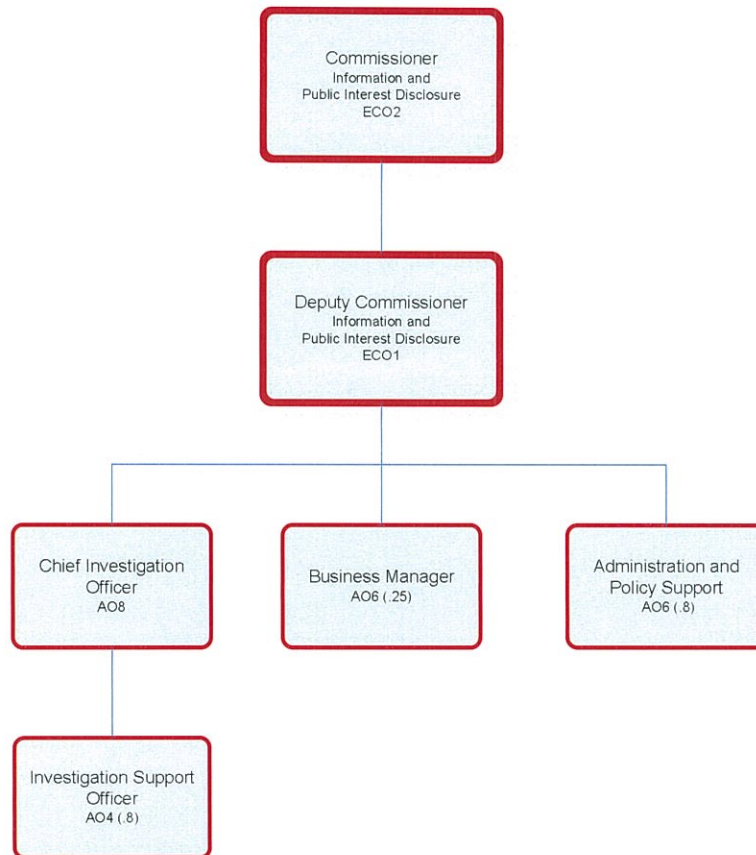 Commissioner
Information and
Public Interest Disclosure
ECO2
Deputy Commissioner
Information and
Public Interest Disclosure
ECO1
Chief Investigation
Officer
AO8
Business Manager
AO6 (.25)
Administration and
Policy Support
AO6 (.8)
Investigation Support
Officer
AO4 (.8)